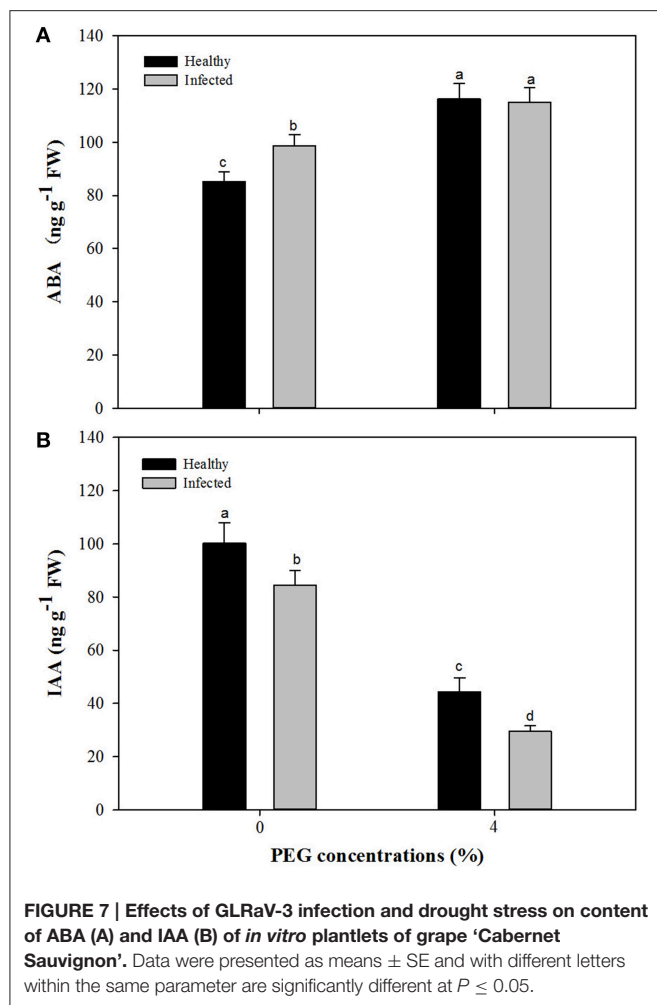 A
140
120
100
80
60
40
20
0
ABA (ng g⁻¹ FW)
Healthy
Infected
c
b
a
a
B
140
120
100
80
60
40
20
0
IAA (ng g⁻¹ FW)
Healthy
Infected
a
b
c
d
0
4
PEG concentrations (%)
FIGURE 7 | Effects of GLRaV-3 infection and drought stress on content
of ABA (A) and IAA (B) of in vitro plantlets of grape ‘Cabernet
Sauvignon’. Data were presented as means ± SE and with different letters
within the same parameter are significantly different at P ≤ 0.05.